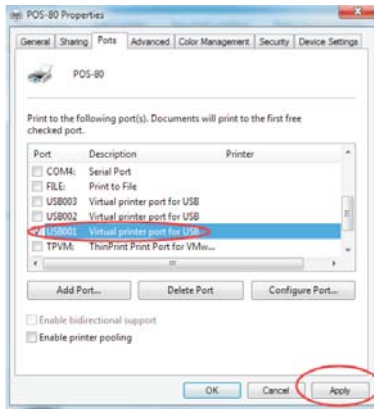 POS-80 Properties
General Sharing Ports Advanced Color Management Security Device Settings
POS-80
Print to the following port(s). Documents will print to the first free
checked port.
Port Description Printer
COM4: Serial Port
FILE: Print to File
USB003 Virtual printer port for USB
USB002 Virtual printer port for USB
USB001 Virtual printer port for USB
TPVM: ThinPrint Print Port for VMw...
Add Port... Delete Port Configure Port...
Enable bidirectional support
Enable printer pooling
OK Cancel Apply